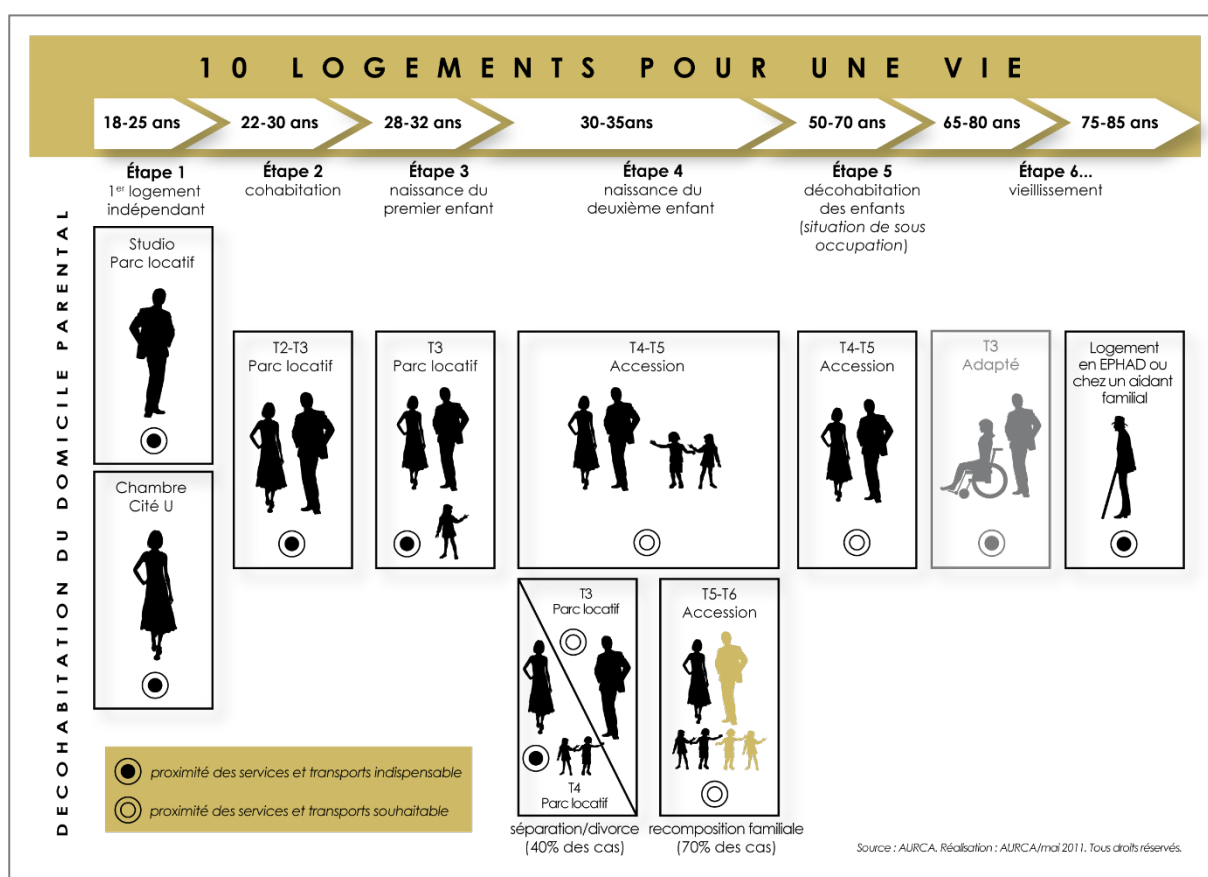 10 LOGEMENTS POUR UNE VIE
18-25 ans
22-30 ans
28-32 ans
30-35ans
50-70 ans
65-80 ans
75-85 ans
Étape 1
1er logement
indépendant
Étape 2
cohabitation
Étape 3
naissance du
premier enfant
Étape 4
naissance du
deuxième enfant
Étape 5
décohabitation
des enfants
(situation de sous
occupation)
Étape 6...
vieillissement
DECOHABITATION DU DOMICILE PARENTAL
Studio
Parc locatif
Chambre
Cité U
T2-T3
Parc locatif
T3
Parc locatif
T4-T5
Accession
T4-T5
Accession
T3
Adapté
Logement
en EPHAD ou
chez un aidant
familial
T3
Parc locatif
T4
Parc locatif
séparation/divorce
(40% des cas)
T5-T6
Accession
recomposition familiale
(70% des cas)
proximité des services et transports indispensable
proximité des services et transports souhaitable
Source : AURCA. Réalisation : AURCA/mai 2011. Tous droits réservés.